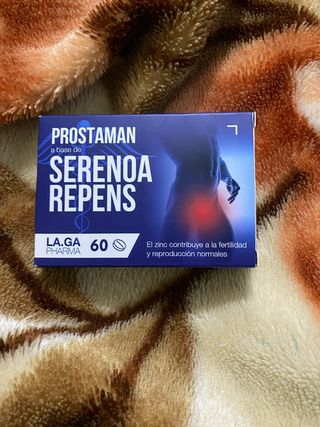 PROSTAMAN
a base de
SERENOA
REPENS
LA.GA
PHARMA
60
El zinc contribuye a la fertilidad
y reproducción normales